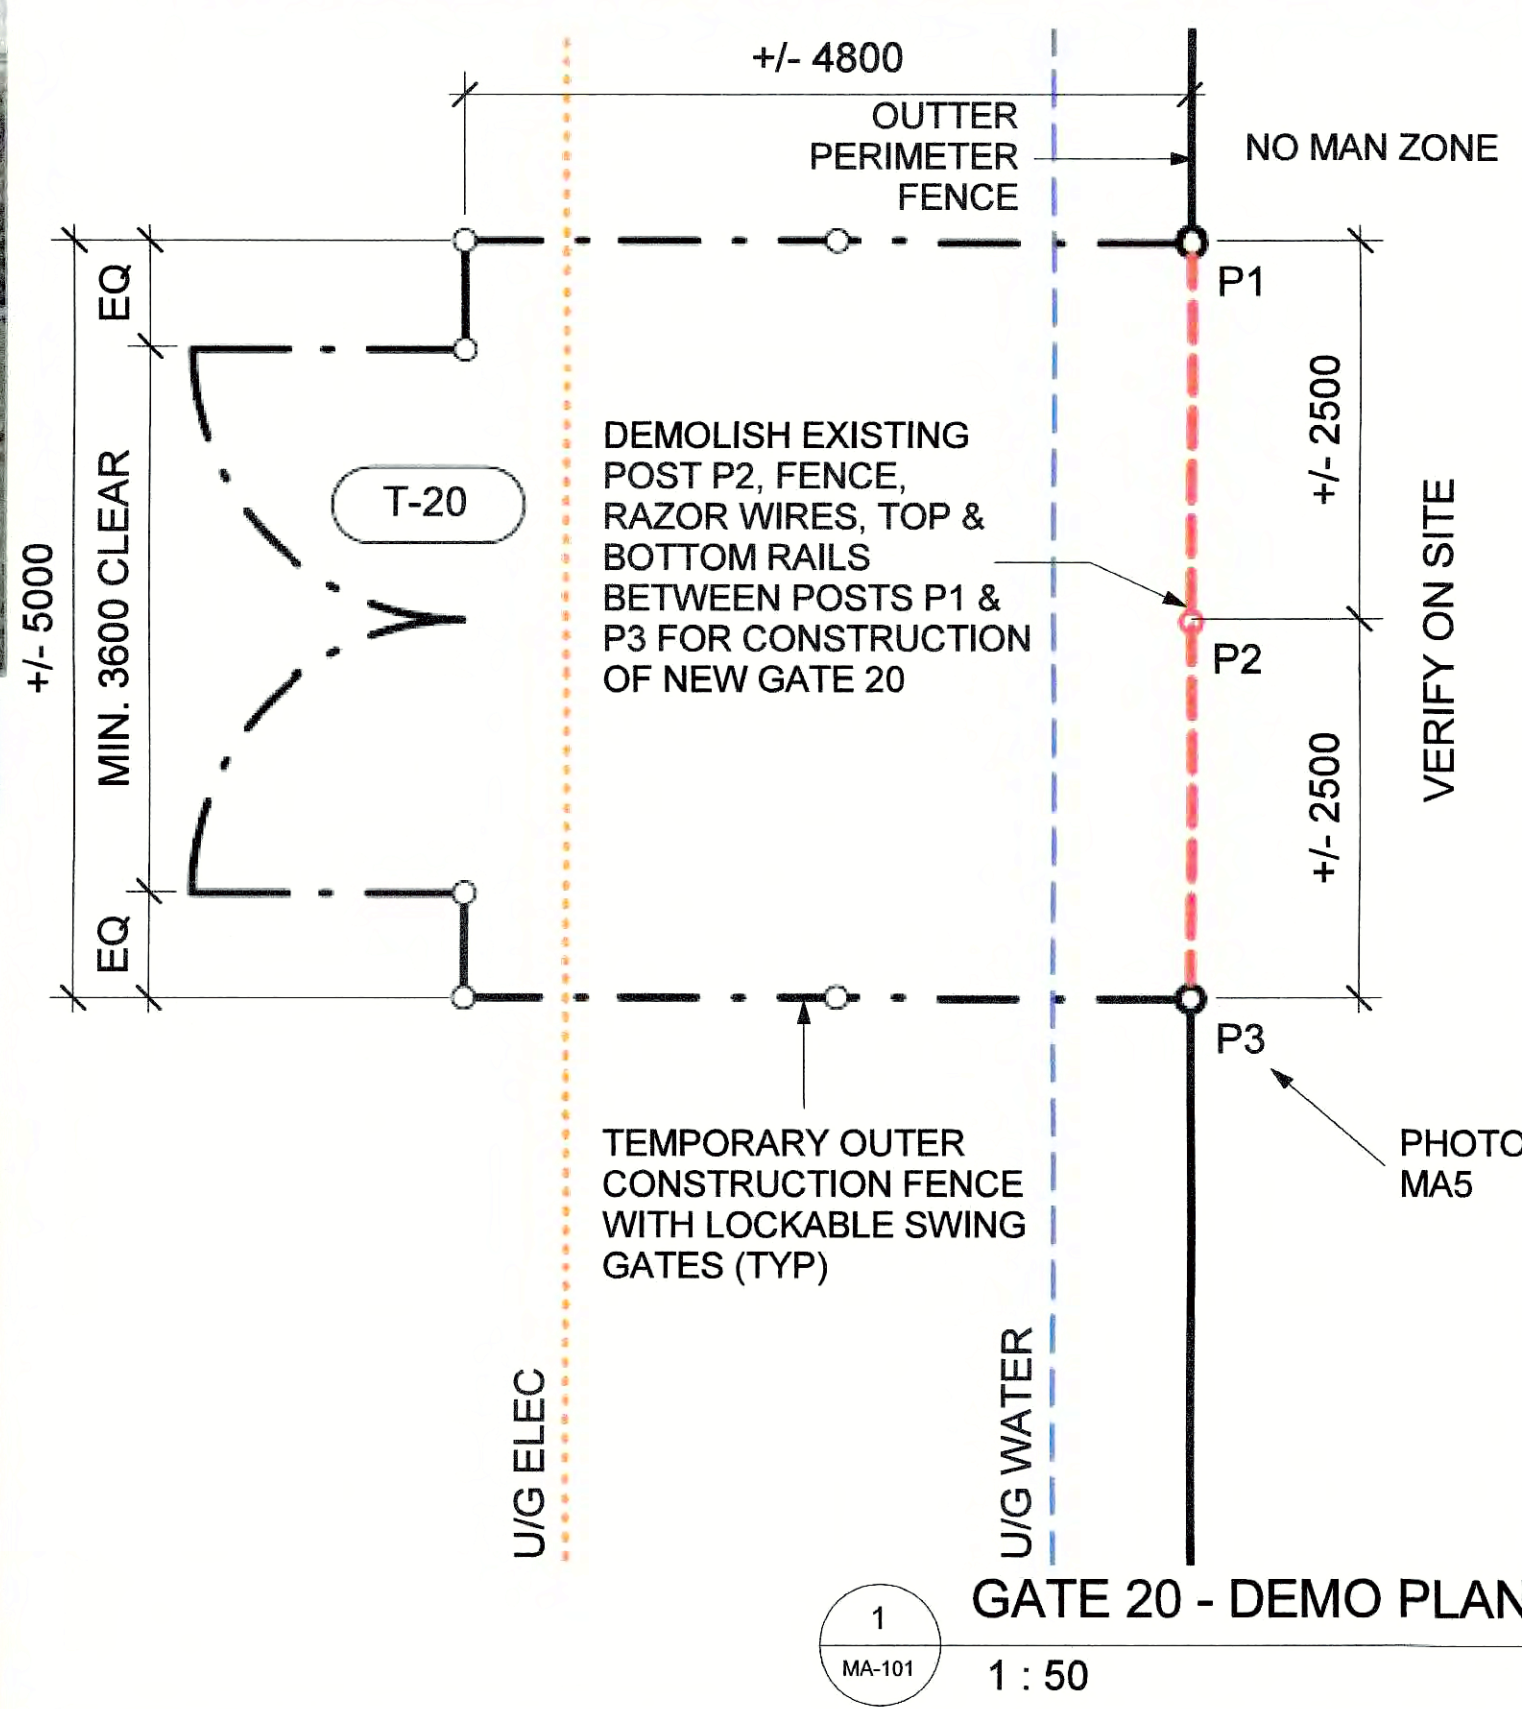 +/- 4800
OUTTER
PERIMETER
FENCE
NO MAN ZONE
P1
EQ
+/- 2500
MIN. 3600 CLEAR
+/- 5000
T-20
DEMOLISH EXISTING
POST P2, FENCE,
RAZOR WIRES, TOP &
BOTTOM RAILS
BETWEEN POSTS P1 &
P3 FOR CONSTRUCTION
OF NEW GATE 20
P2
VERIFY ON SITE
+/- 2500
EQ
P3
TEMPORARY OUTER
CONSTRUCTION FENCE
WITH LOCKABLE SWING
GATES (TYP)
PHOTO
MA5
U/G ELEC
U/G WATER
1
MA-101
GATE 20 - DEMO PLAN
1 : 50